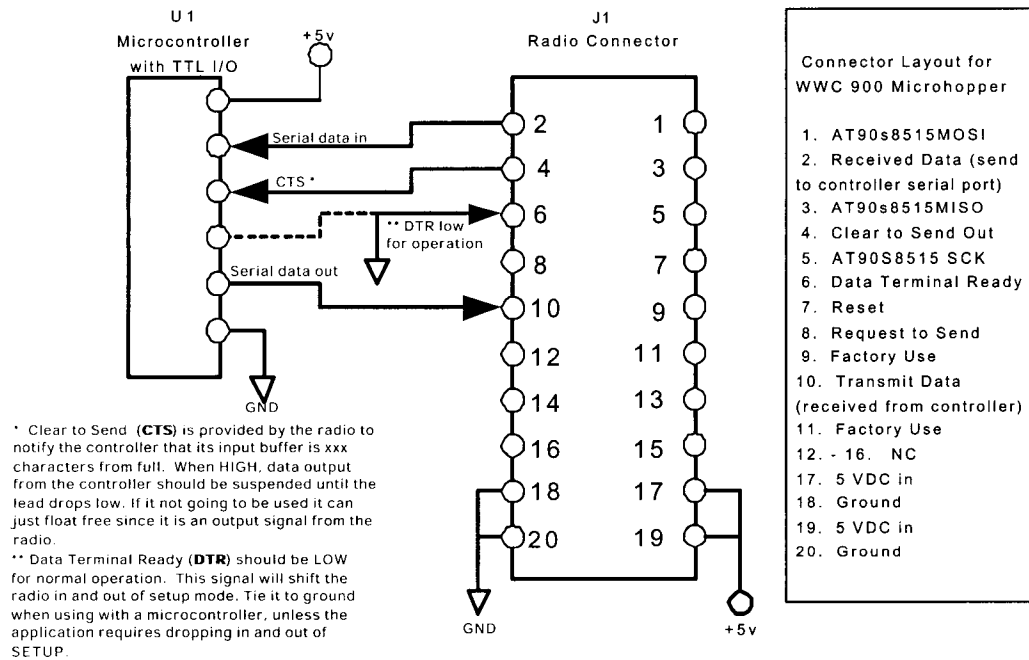 U1
Microcontroller
with TTL I/O
+5v
Serial data in
CTS *
** DTR low
for operation
Serial data out
GND
J1
Radio Connector
2 1
4 3
6 5
8 7
10 9
12 11
14 13
16 15
18 17
20 19
GND
+5v
Connector Layout for
WWC 900 Microhopper
1. AT90s8515MOSI
2. Received Data (send
to controller serial port)
3. AT90s8515MISO
4. Clear to Send Out
5. AT90S8515 SCK
6. Data Terminal Ready
7. Reset
8. Request to Send
9. Factory Use
10. Transmit Data
(received from controller)
11. Factory Use
12. - 16. NC
17. 5 VDC in
18. Ground
19. 5 VDC in
20. Ground
* Clear to Send (CTS) is provided by the radio to
notify the controller that its input buffer is xxx
characters from full. When HIGH, data output
from the controller should be suspended until the
lead drops low. If it not going to be used it can
just float free since it is an output signal from the
radio.
** Data Terminal Ready (DTR) should be LOW
for normal operation. This signal will shift the
radio in and out of setup mode. Tie it to ground
when using with a microcontroller, unless the
application requires dropping in and out of
SETUP.